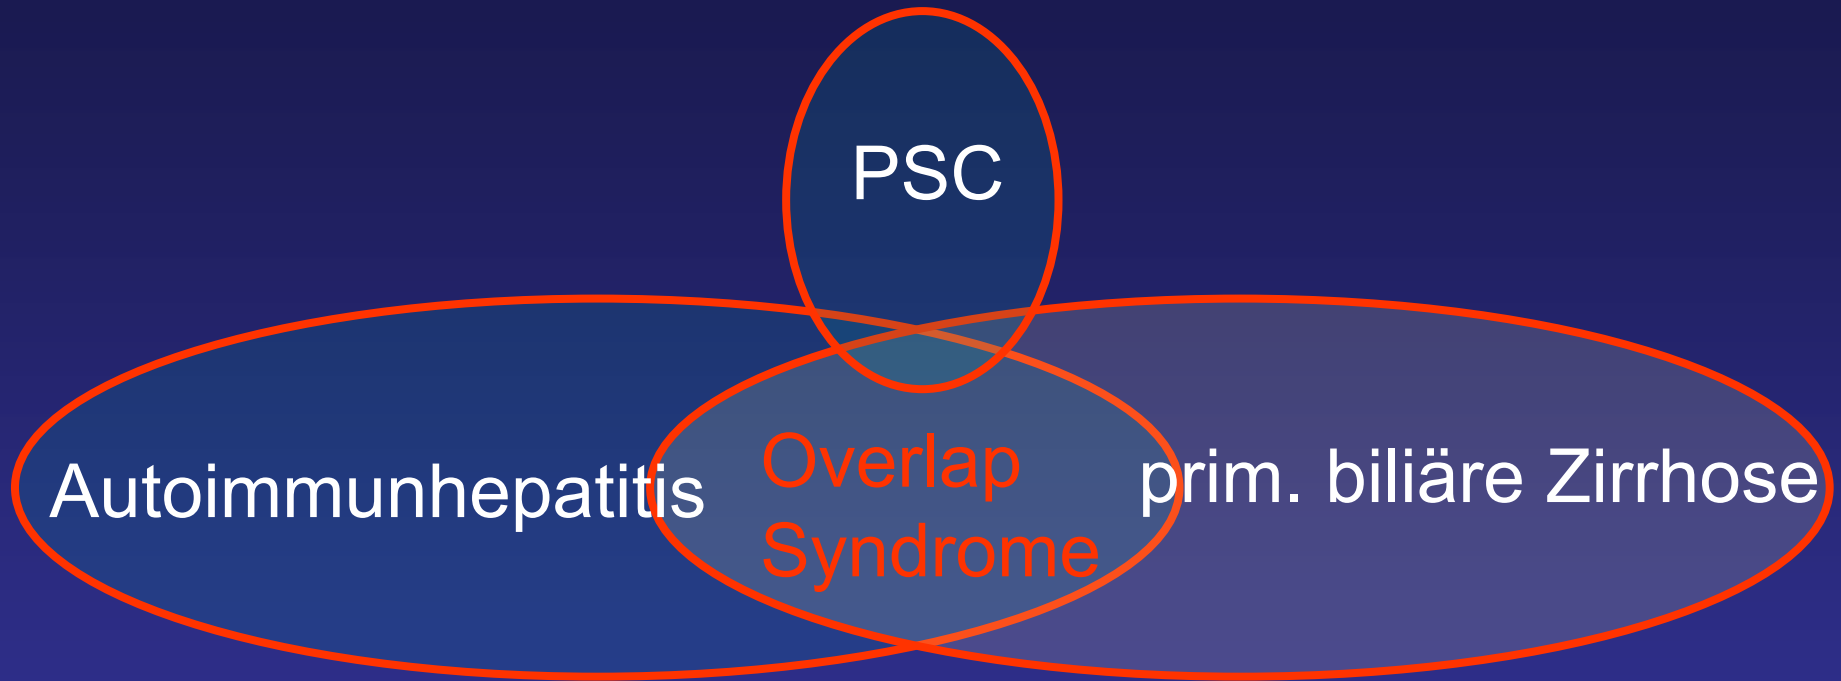 PSC
Autoimmunhepatitis
Overlap
Syndrome
prim. biliäre Zirrhose